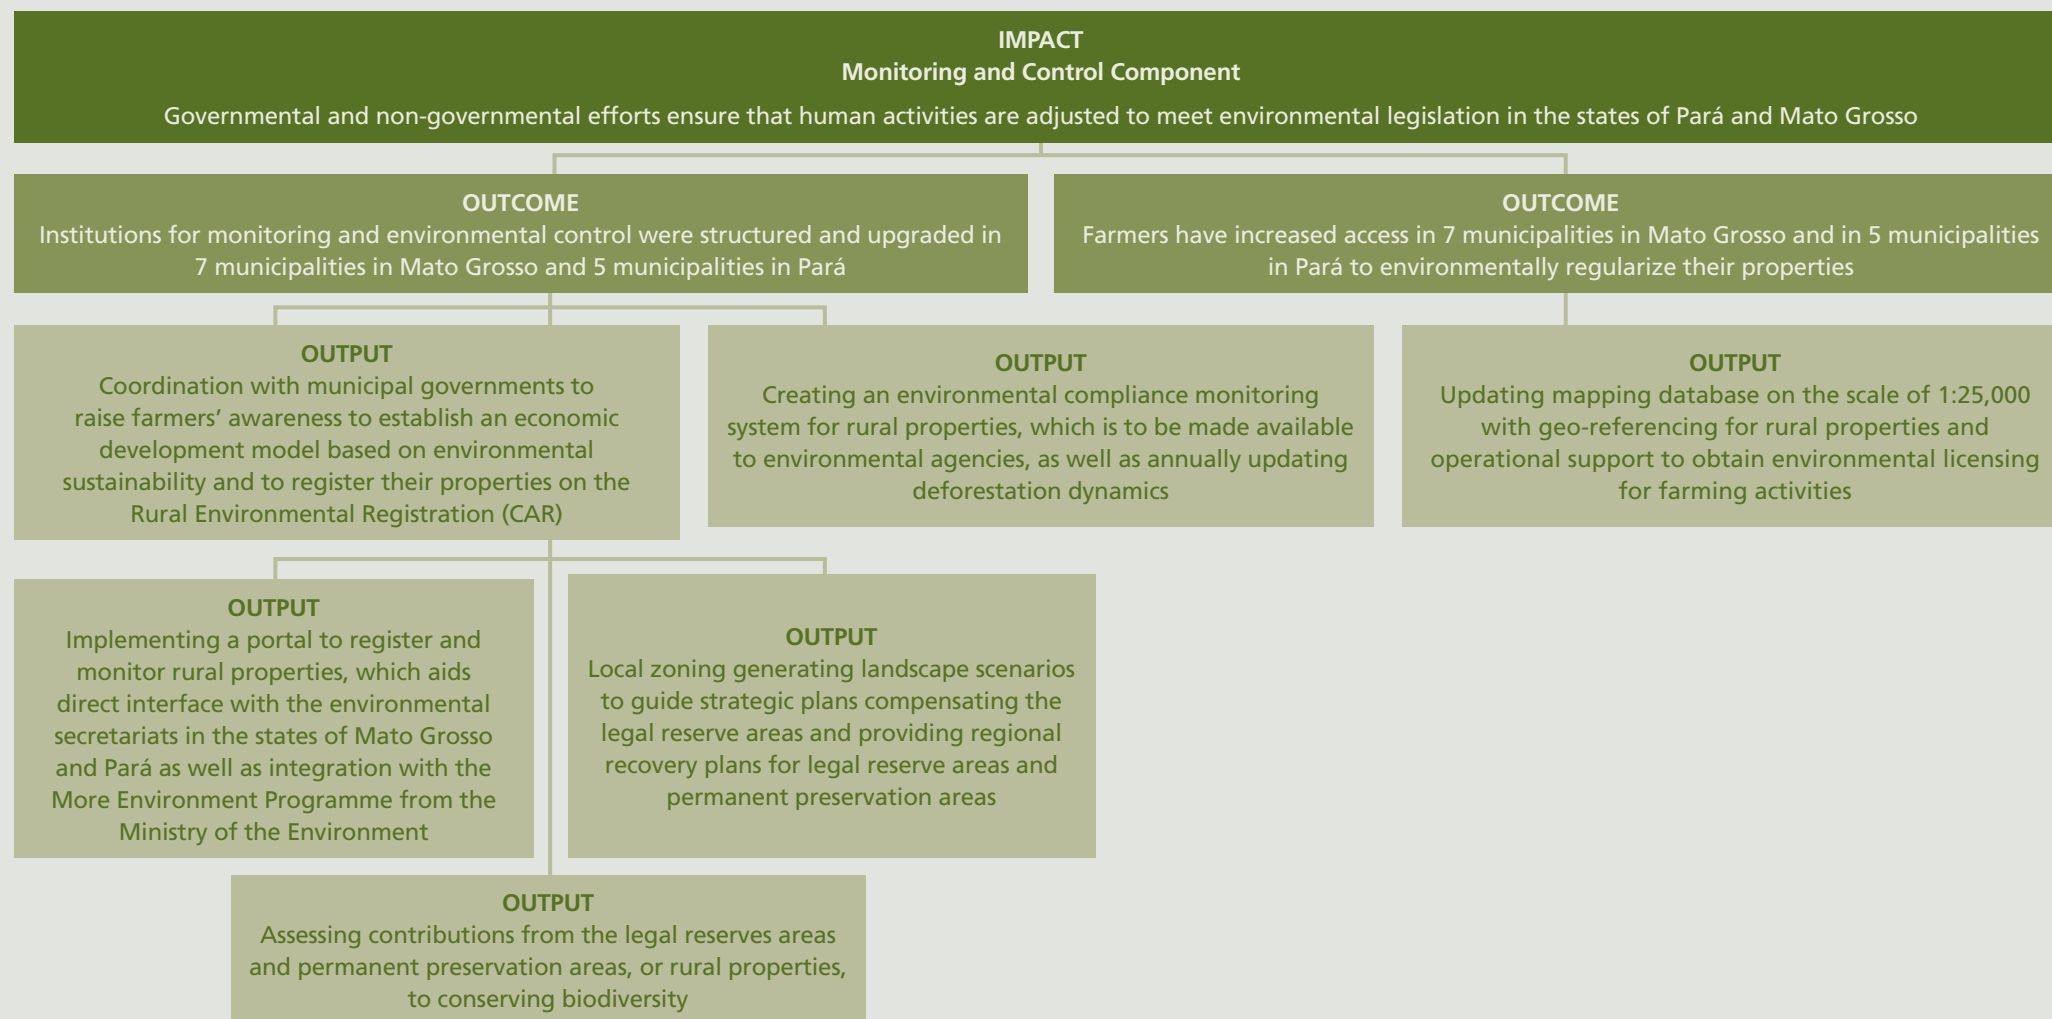 IMPACT
Monitoring and Control Component
Governmental and non-governmental efforts ensure that human activities are adjusted to meet environmental legislation in the states of Pará and Mato Grosso
OUTCOME
Institutions for monitoring and environmental control were structured and upgraded in
7 municipalities in Mato Grosso and 5 municipalities in Pará
OUTCOME
Farmers have increased access in 7 municipalities in Mato Grosso and in 5 municipalities
in Pará to environmentally regularize their properties
OUTPUT
Coordination with municipal governments to
raise farmers’ awareness to establish an economic
development model based on environmental
sustainability and to register their properties on the
Rural Environmental Registration (CAR)
OUTPUT
Creating an environmental compliance monitoring
system for rural properties, which is to be made available
to environmental agencies, as well as annually updating
deforestation dynamics
OUTPUT
Updating mapping database on the scale of 1:25,000
with geo-referencing for rural properties and
operational support to obtain environmental licensing
for farming activities
OUTPUT
Implementing a portal to register and
monitor rural properties, which aids
direct interface with the environmental
secretariats in the states of Mato Grosso
and Pará as well as integration with the
More Environment Programme from the
Ministry of the Environment
OUTPUT
Local zoning generating landscape scenarios
to guide strategic plans compensating the
legal reserve areas and providing regional
recovery plans for legal reserve areas and
permanent preservation areas
OUTPUT
Assessing contributions from the legal reserves areas
and permanent preservation areas, or rural properties,
to conserving biodiversity